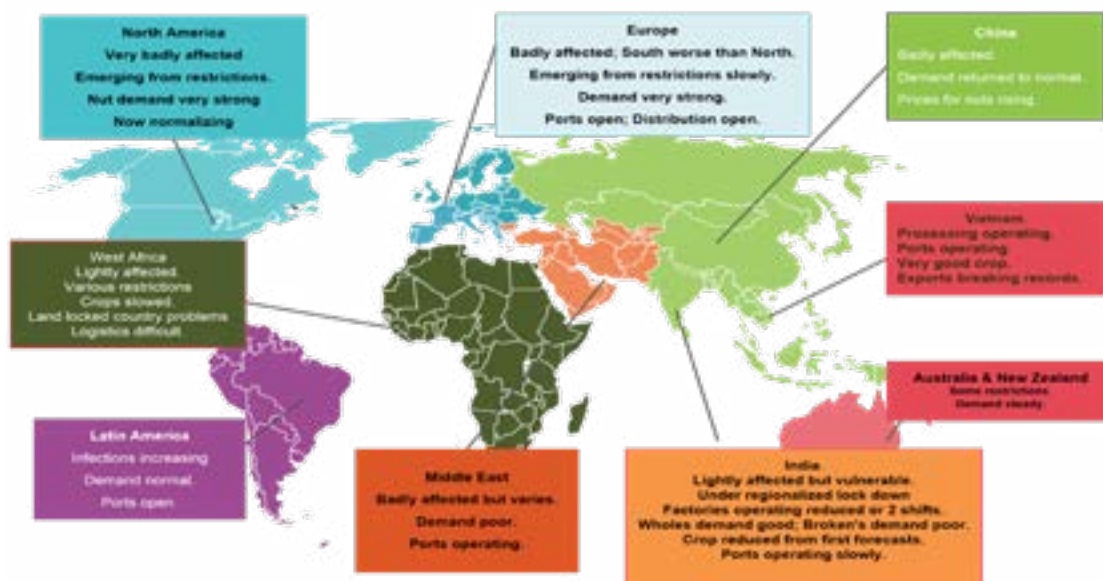 North America
Very badly affected
Emerging from restrictions.
Nut demand very strong
Now normalizing
Europe
Badly affected; South worse than North.
Emerging from restrictions slowly.
Demand very strong.
Ports open; Distribution open.
China
Badly affected.
Demand returned to normal.
Prices for nuts rising
West Africa
Lightly affected.
Various restrictions
Crops slowed.
Land locked country problems
Logistics difficult
Vietnam.
Processing operating.
Ports operating.
Very good crop.
Exports breaking records.
Australia & New Zealand
Some restrictions.
Demand steady.
Latin America
Infections increasing
Demand normal.
Ports open
Middle East
Badly affected but varies.
Demand poor.
Ports operating.
India
Lightly affected but vulnerable.
Under regionalized lock down
Factories operating reduced or 2 shifts.
Wholes demand good; Broken's demand poor.
Crop reduced from first forecasts.
Ports operating slowly.